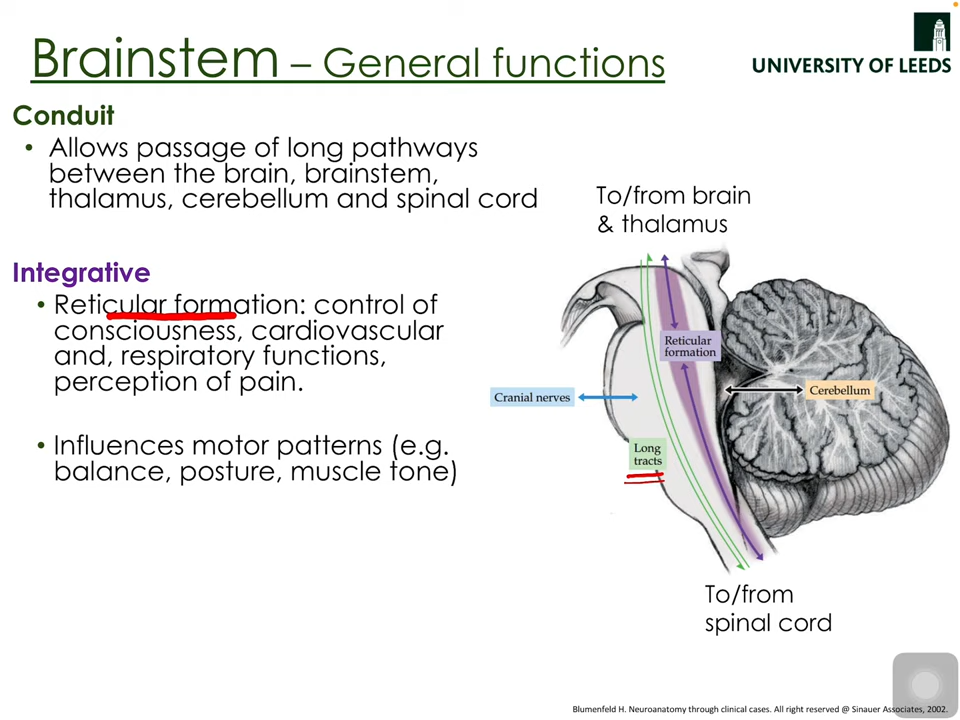 Brainstem – General functions
UNIVERSITY OF LEEDS
Conduit
• Allows passage of long pathways
between the brain, brainstem,
thalamus, cerebellum and spinal cord
Integrative
• Reticular formation: control of
consciousness, cardiovascular
and, respiratory functions,
perception of pain.
• Influences motor patterns (e.g.
balance, posture, muscle tone)
To/from brain
& thalamus
Reticular
formation
Cranial nerves
Cerebellum
Long
tracts
To/from
spinal cord
Blumenfeld H. Neuroanatomy through clinical cases. All right reserved @ Sinauer Associates, 2002.